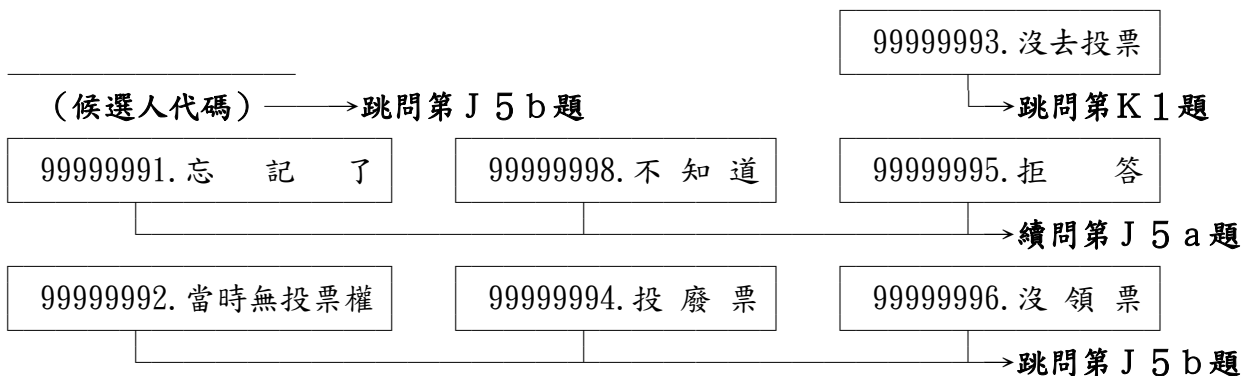 99999993.沒去投票
(候選人代碼)→跳問第J5b題
→跳問第K1題
99999991.忘記了
99999998.不知道
99999995.拒答
→續問第J5a題
99999992.當時無投票權
99999994.投廢票
99999996.沒領票
→跳問第J5b題